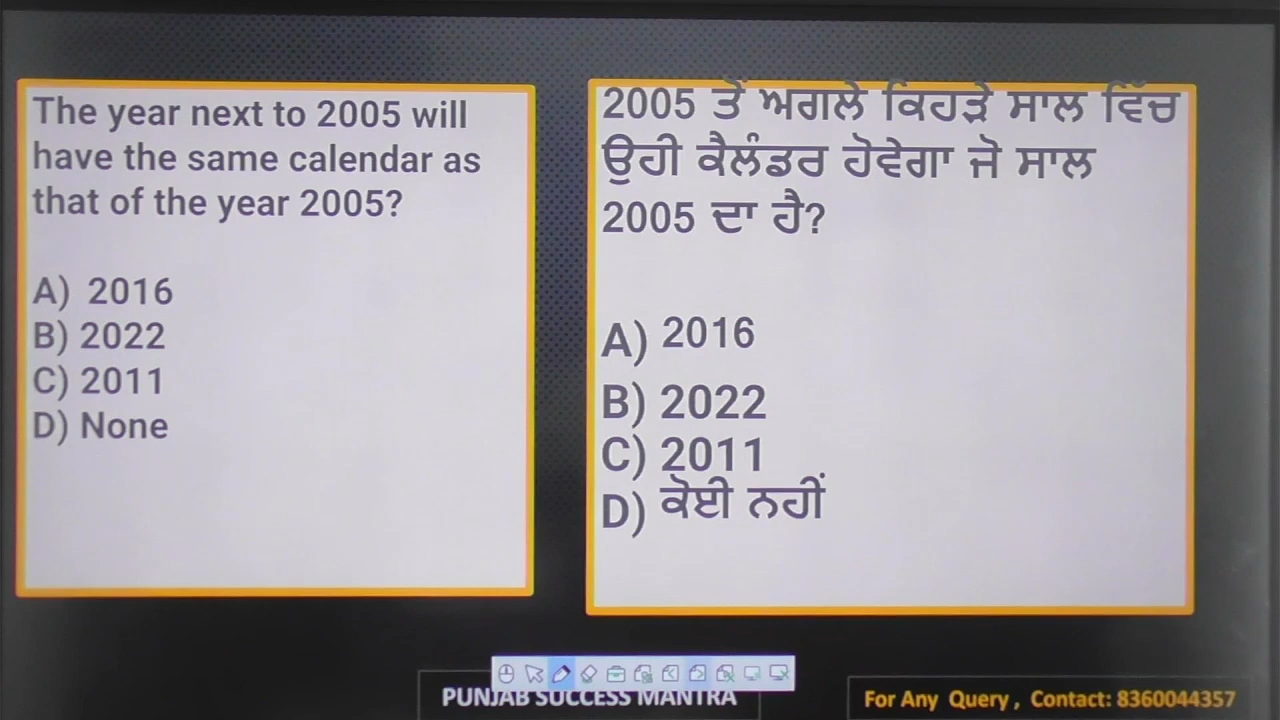 The year next to 2005 will
have the same calendar as
that of the year 2005?
A) 2016
B) 2022
C) 2011
D) None
2005 ਤੋਂ ਅਗਲੇ ਕਿਹੜੇ ਸਾਲ ਵਿੱਚ
ਉਹੀ ਕੈਲੰਡਰ ਹੋਵੇਗਾ ਜੋ ਸਾਲ
2005 ਦਾ ਹੈ?
A) 2016
B) 2022
C) 2011
D) ਕੋਈ ਨਹੀਂ
PUNJAB SUCCESS MANTRA
For Any Query , Contact: 8360044357